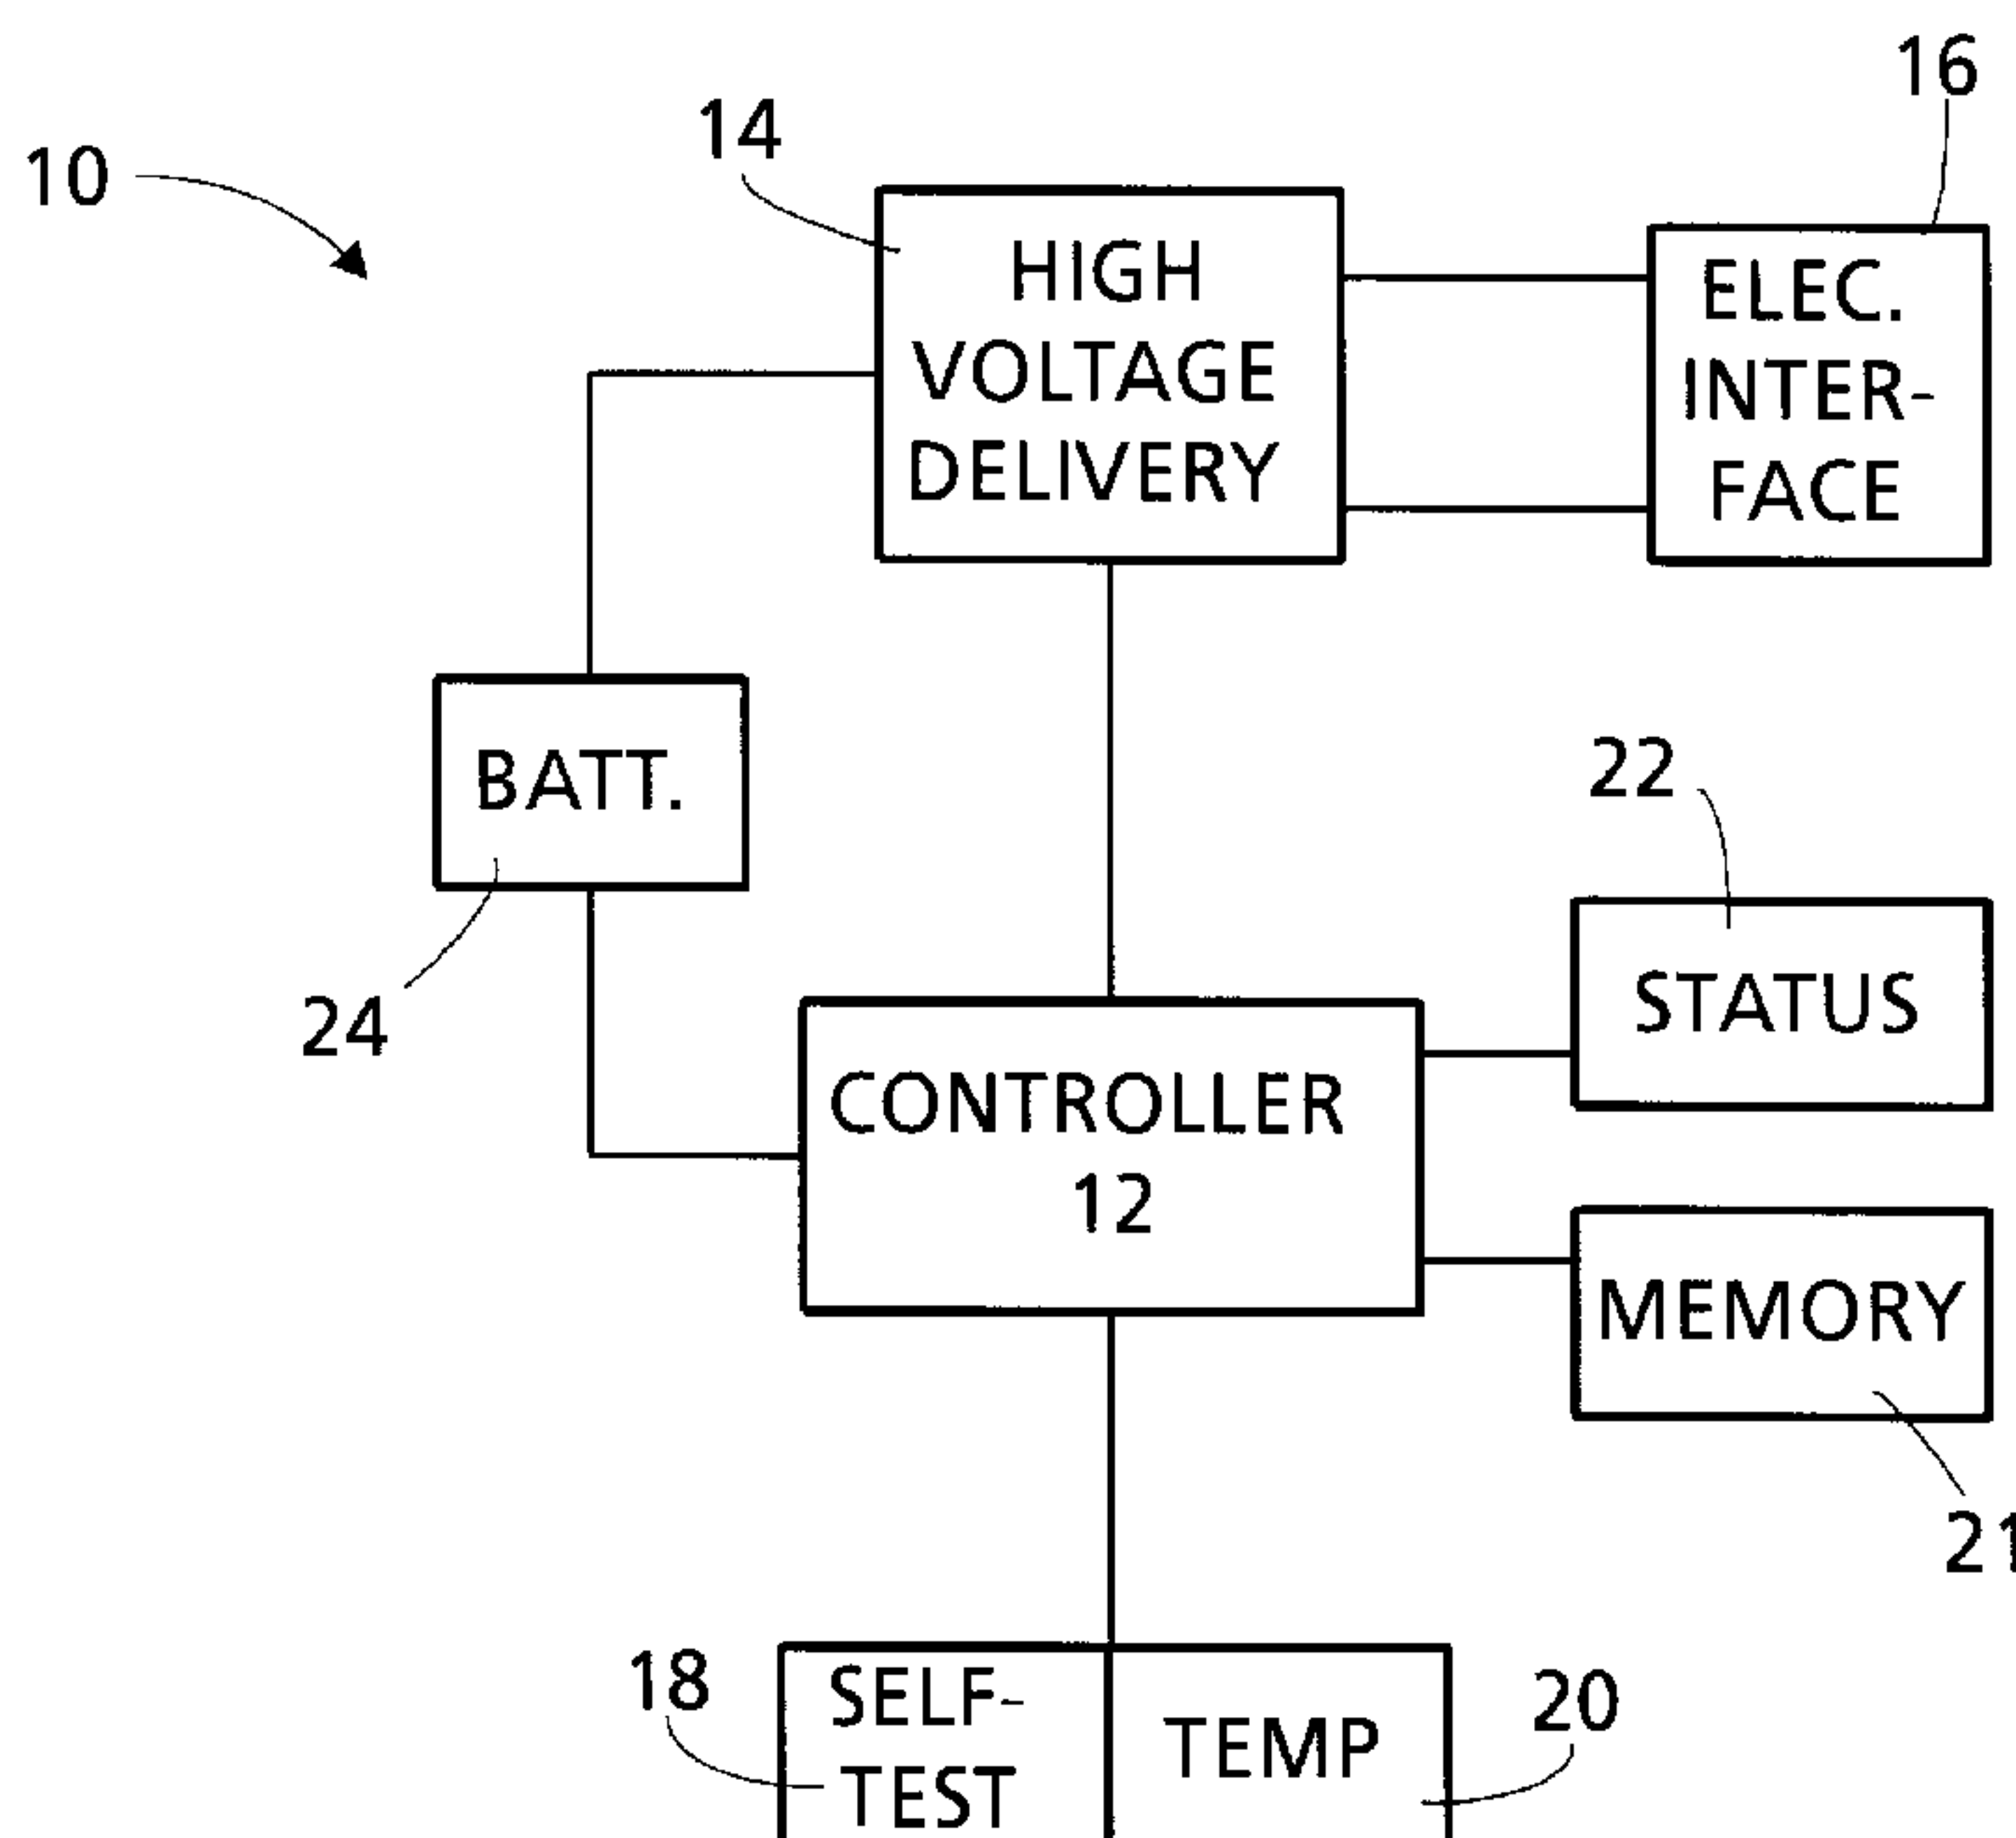 16
14
10
HIGH
VOLTAGE
DELIVERY
ELEC.
INTER-
FACE
BATT.
22
24
STATUS
CONTROLLER
12
MEMORY
21
18
SELF-
TEST
TEMP
20